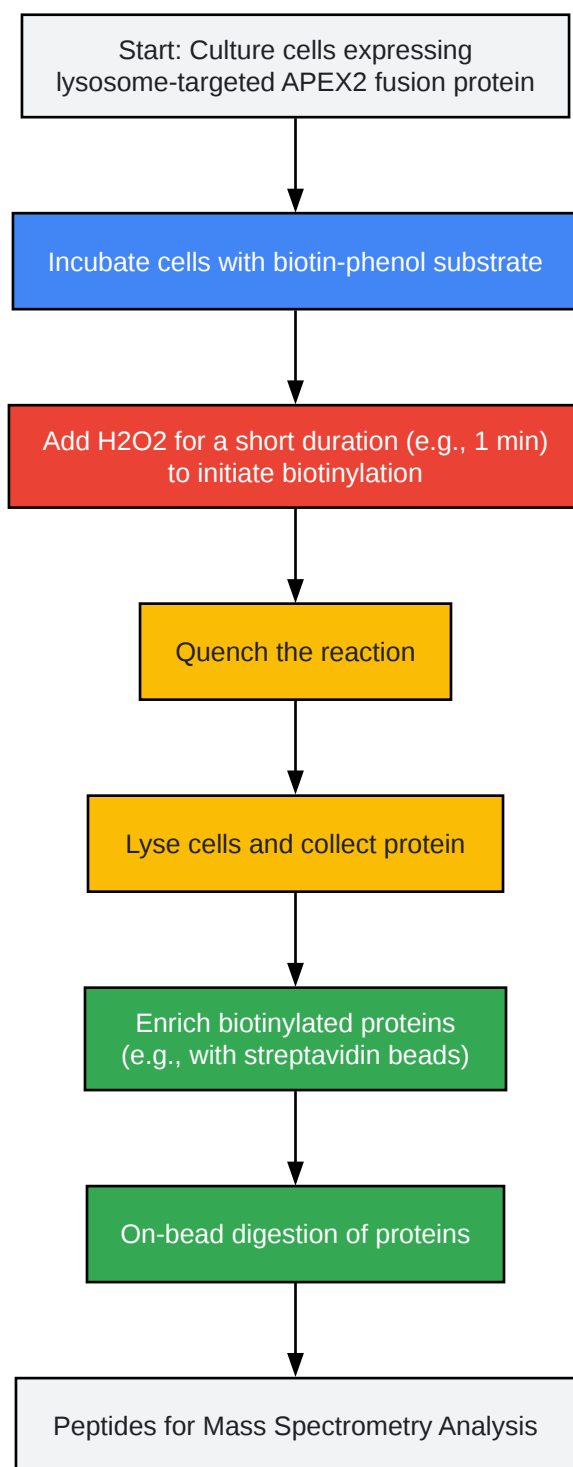 Start: Culture cells expressing
lysosome-targeted APEX2 fusion protein
Incubate cells with biotin-phenol substrate
Add H2O2 for a short duration (e.g., 1 min)
to initiate biotinylation
Quench the reaction
Lyse cells and collect protein
Enrich biotinylated proteins
(e.g., with streptavidin beads)
On-bead digestion of proteins
Peptides for Mass Spectrometry Analysis